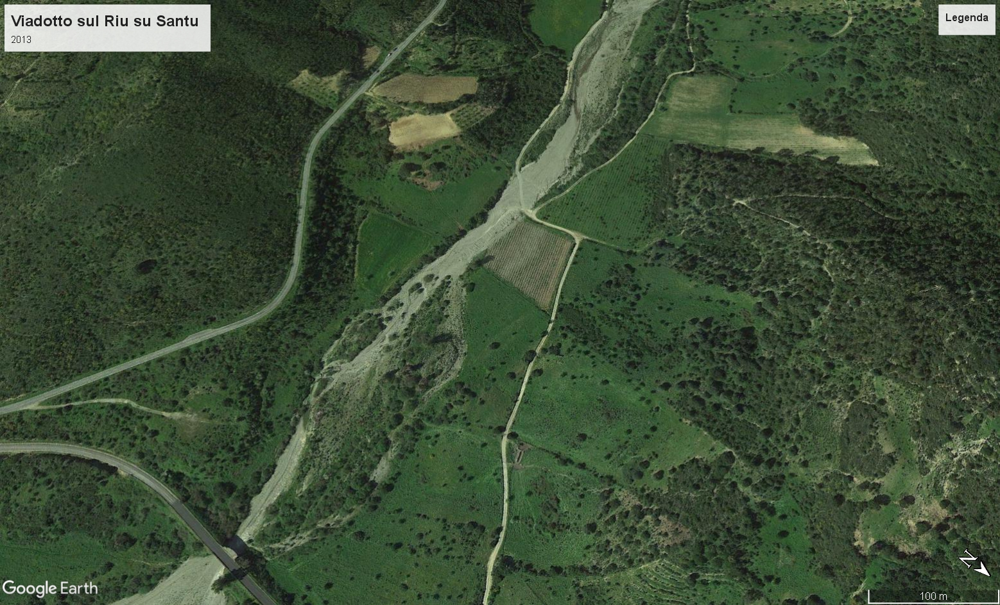 Viadotto sul Riu su Santu
2013
Legenda
N
Google Earth
100 m